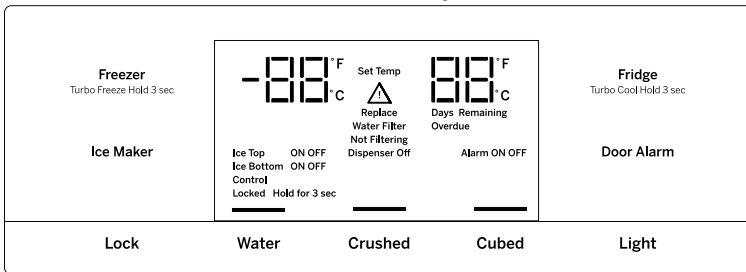 -88 °F
°C
Set Temp
88 °F
°C
Freezer
Turbo Freeze Hold 3 sec
Fridge
Turbo Cool Hold 3 sec
!
Replace
Water Filter
Not Filtering
Dispenser Off
Days Remaining
Overdue
Ice Maker
Ice Top ON OFF
Ice Bottom ON OFF
Control
Locked Hold for 3 sec
Alarm ON OFF
Door Alarm
Lock
Water
Crushed
Cubed
Light